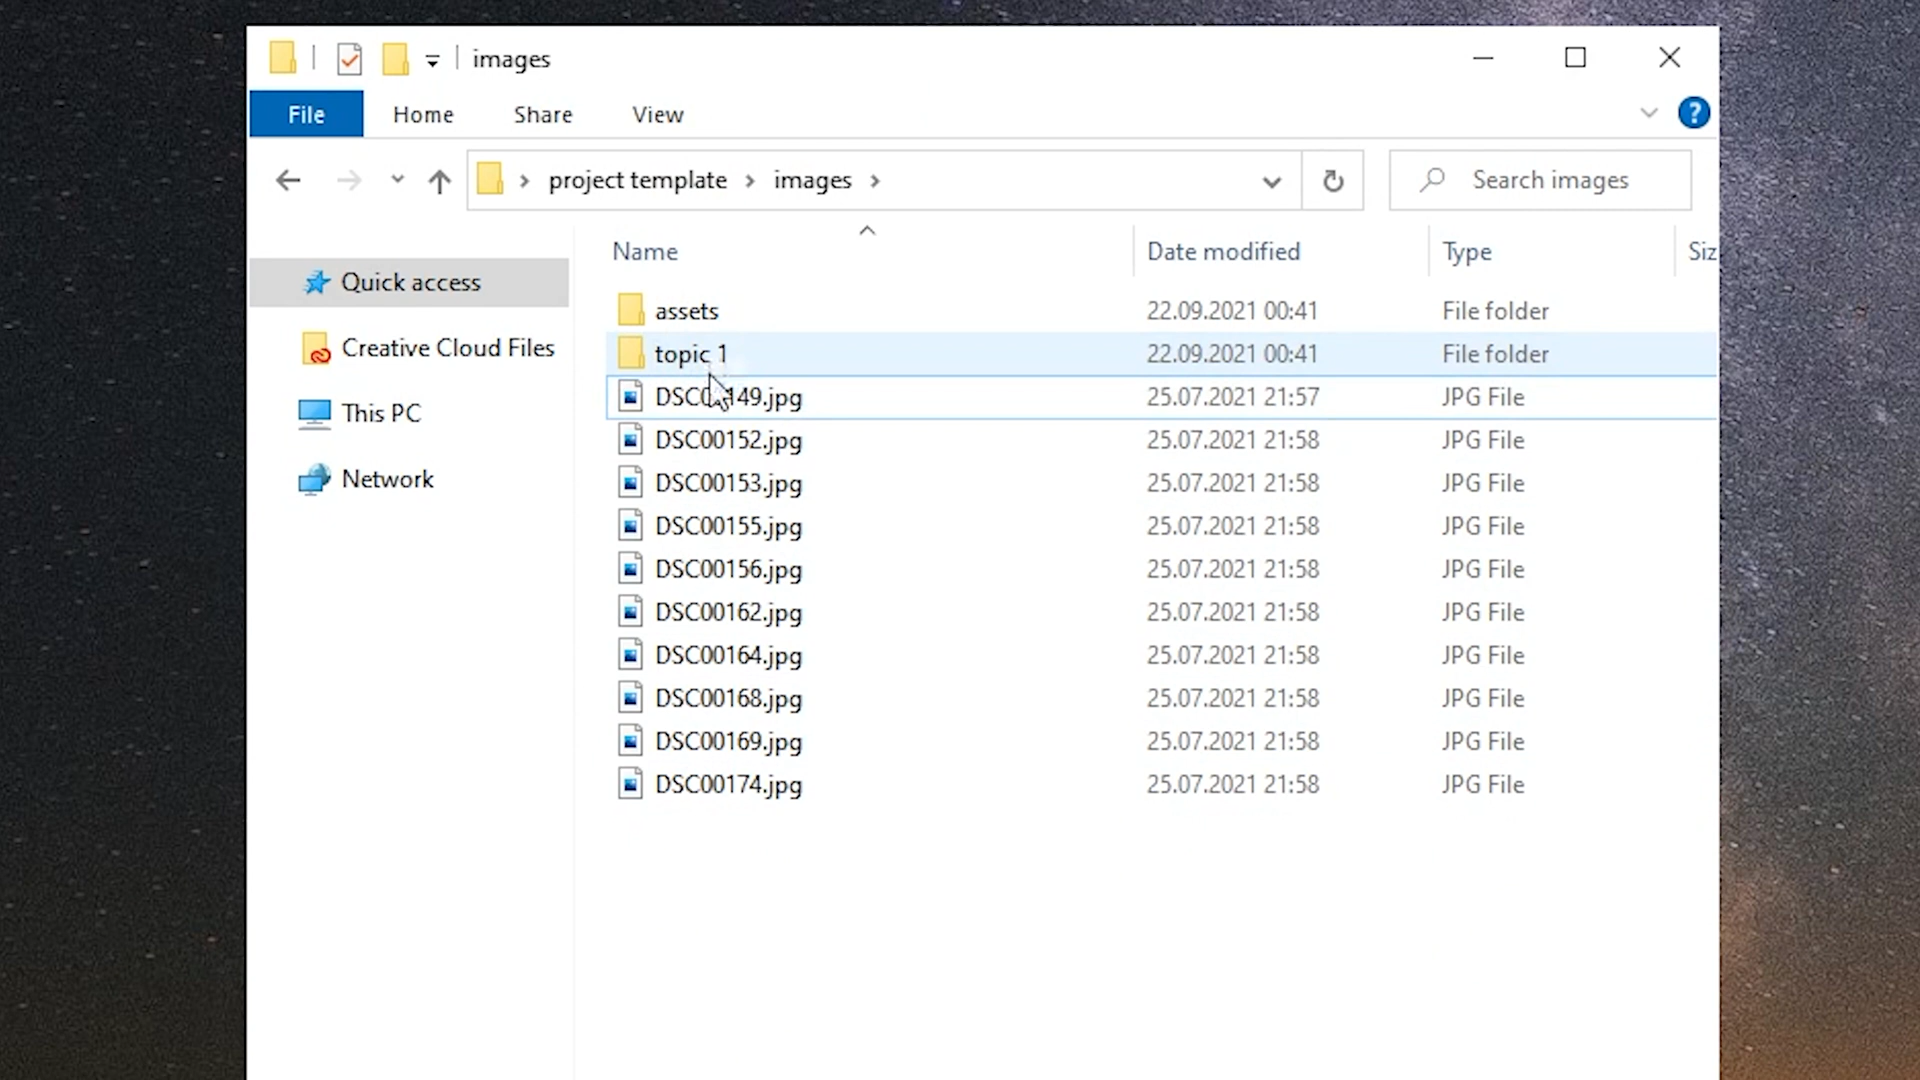 images
File Home Share View ?
project template images Search images
Name Date modified Type Siz
Quick access
Creative Cloud Files
This PC
Network
assets 22.09.2021 00:41 File folder
topic 1 22.09.2021 00:41 File folder
25.07.2021 21:57 JPG File
DSC00152.jpg 25.07.2021 21:58 JPG File
DSC00153.jpg 25.07.2021 21:58 JPG File
DSC00155.jpg 25.07.2021 21:58 JPG File
DSC00156.jpg 25.07.2021 21:58 JPG File
DSC00162.jpg 25.07.2021 21:58 JPG File
DSC00164.jpg 25.07.2021 21:58 JPG File
DSC00168.jpg 25.07.2021 21:58 JPG File
DSC00169.jpg 25.07.2021 21:58 JPG File
DSC00174.jpg 25.07.2021 21:58 JPG File